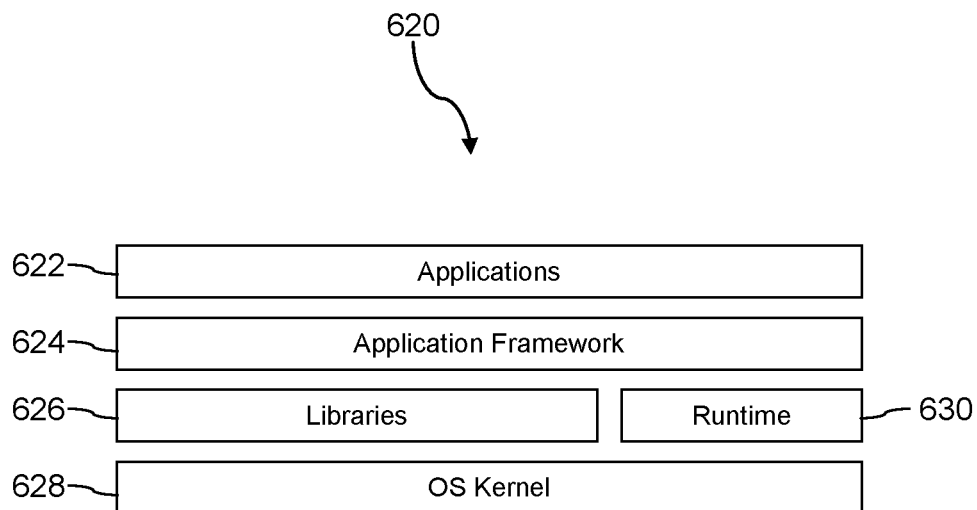 620
622 Applications
624 Application Framework
626 Libraries Runtime 630
628 OS Kernel